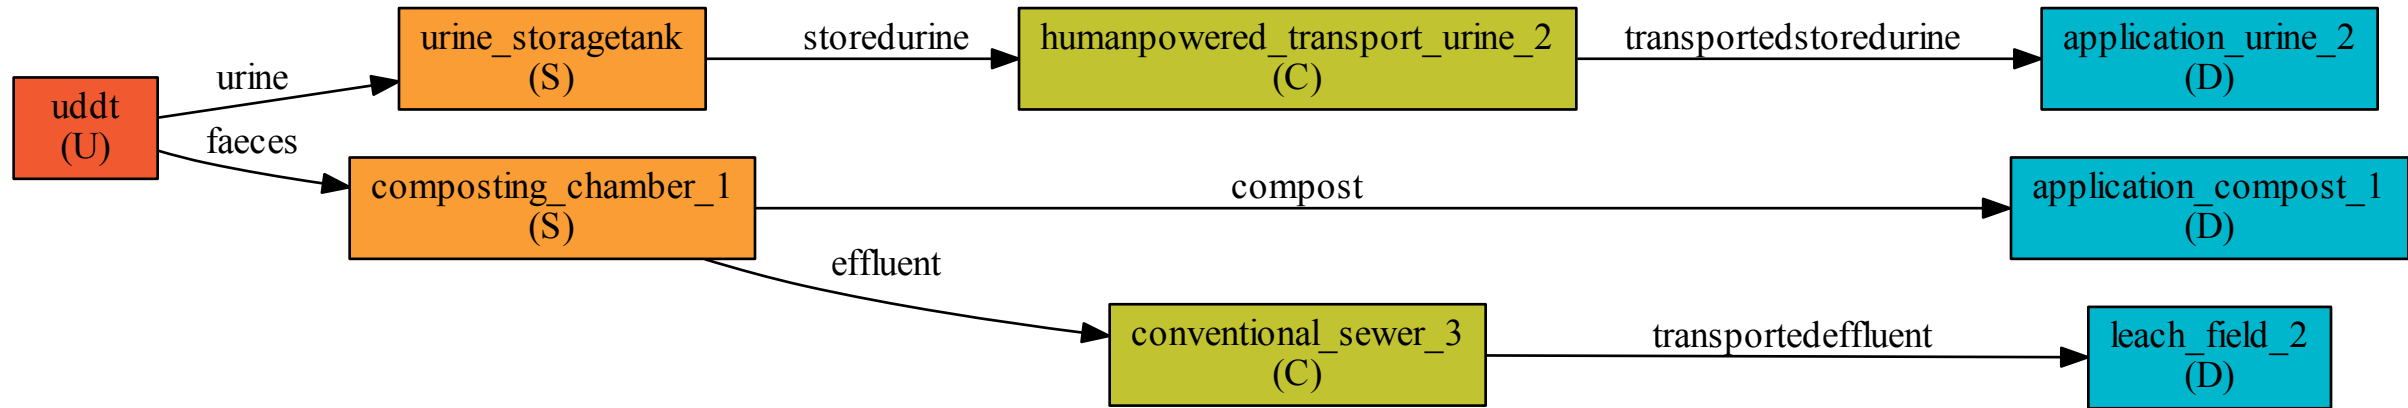 uddt
(U)
urine
faeces
urine_storagetank
(S)
storedurine
humanpowered_transport_urine_2
(C)
transportedstoredurine
application_urine_2
(D)
composting_chamber_1
(S)
compost
application_compost_1
(D)
effluent
conventional_sewer_3
(C)
transportedeffluent
leach_field_2
(D)